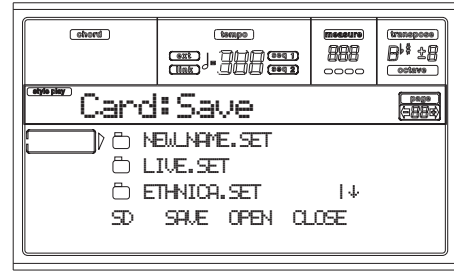 chord tempo measure transpose
ext seq 1
link seq 2
octave
style play Card:Save page
NEW_NAME.SET
LIVE.SET
ETHNICA.SET
SD SAVE OPEN CLOSE